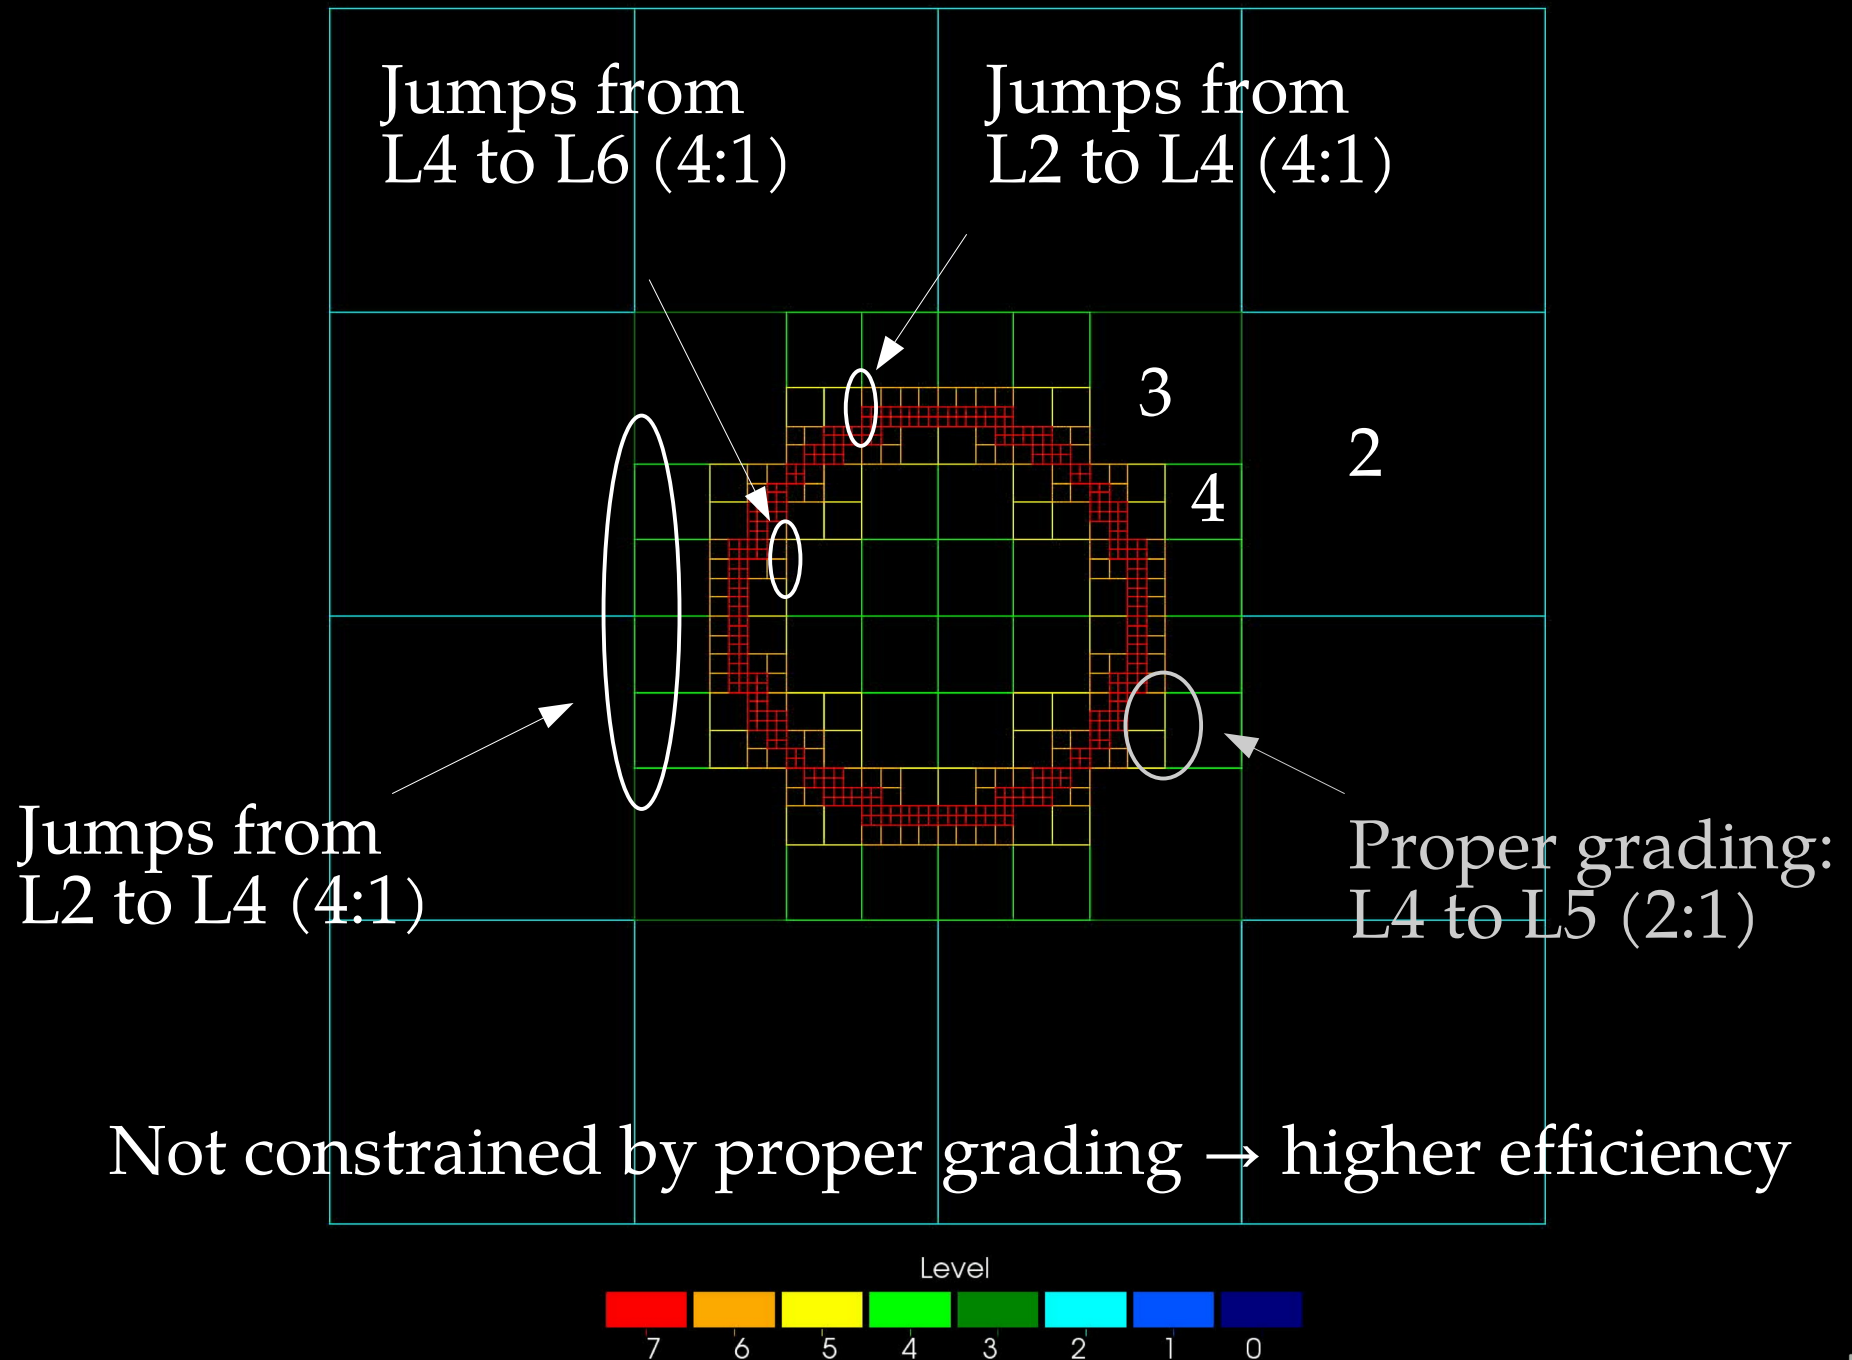 Jumps from
L4 to L6 (4:1)
Jumps from
L2 to L4 (4:1)
3
2
4
Jumps from
L2 to L4 (4:1)
Proper grading:
L4 to L5 (2:1)
Not constrained by proper grading → higher efficiency
Level
7 6 5 4 3 2 1 0